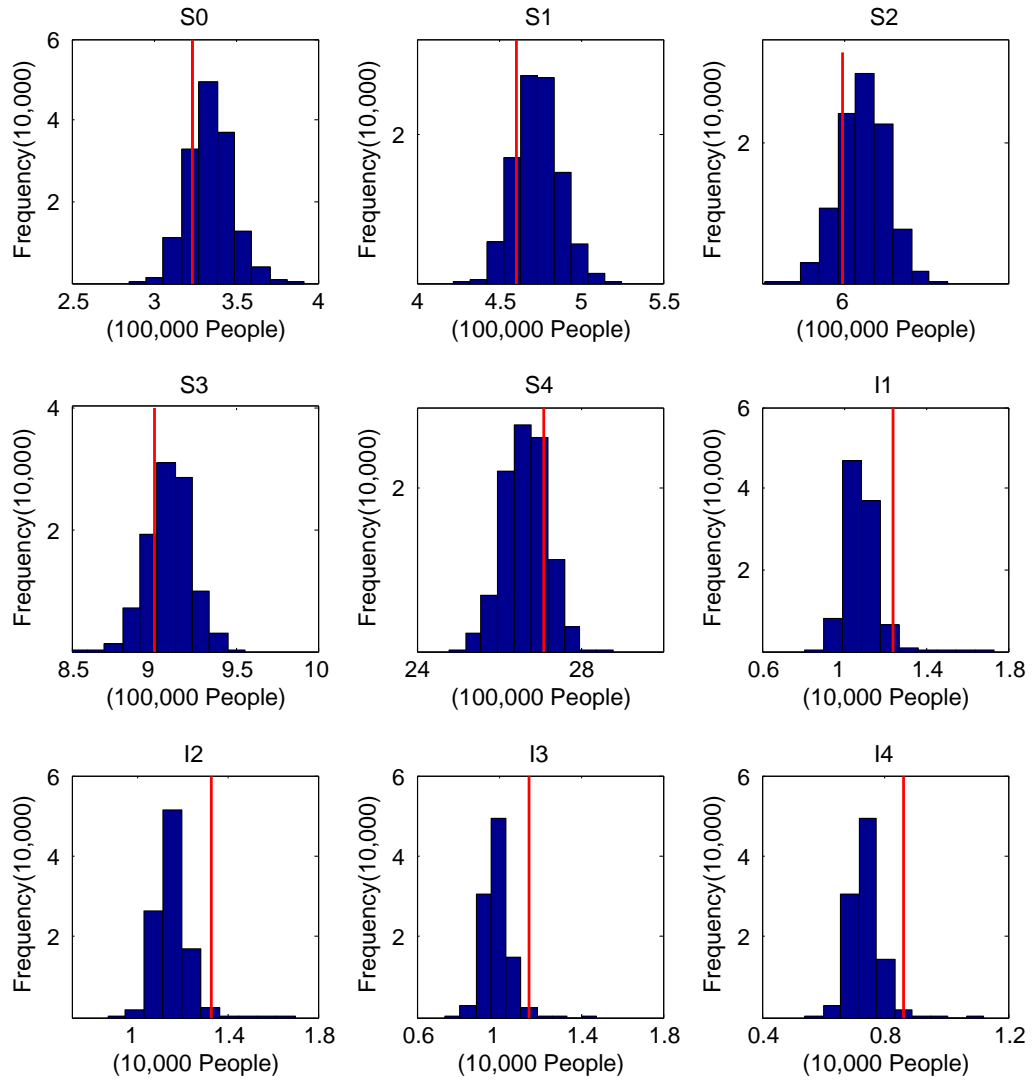 S0
6
4
2
Frequency(10,000)
2.5 3 3.5 4
(100,000 People)
S1
2
Frequency(10,000)
4 4.5 5 5.5
(100,000 People)
S2
2
Frequency(10,000)
6
(100,000 People)
S3
4
2
Frequency(10,000)
8.5 9 9.5 10
(100,000 People)
S4
2
Frequency(10,000)
24 28
(100,000 People)
I1
6
4
2
Frequency(10,000)
0.6 1 1.4 1.8
(10,000 People)
I2
6
4
2
Frequency(10,000)
1 1.4 1.8
(10,000 People)
I3
6
4
2
Frequency(10,000)
0.6 1 1.4 1.8
(10,000 People)
I4
6
4
2
Frequency(10,000)
0.4 0.8 1.2
(10,000 People)